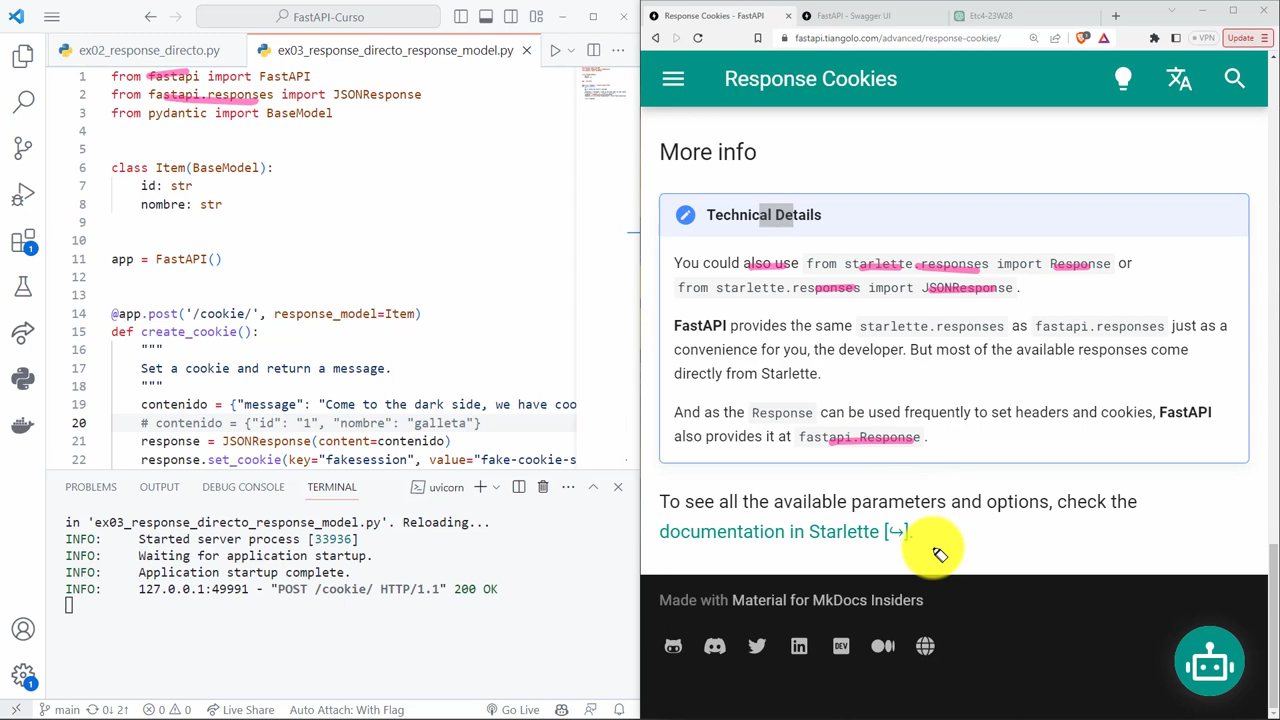 FastAPI-Curso
ex02_response_directo.py
ex03_response_directo_response_model.py
1 from fastapi import FastAPI
2 from fastapi.responses import JSONResponse
3 from pydantic import BaseModel
4
5
6 class Item(BaseModel):
7 id: str
8 nombre: str
9
10
11 app = FastAPI()
12
13
14 @app.post('/cookie/', response_model=Item)
15 def create_cookie():
16 """
17 Set a cookie and return a message.
18 """
19 contenido = {"message": "Come to the dark side, we have coo
20 # contenido = {"id": "1", "nombre": "galleta"}
21 response = JSONResponse(content=contenido)
22 response.set_cookie(key="fakesession", value="fake-cookie-s
1
1
PROBLEMS OUTPUT DEBUG CONSOLE TERMINAL uvicorn
in 'ex03_response_directo_response_model.py'. Reloading...
INFO: Started server process [33936]
INFO: Waiting for application startup.
INFO: Application startup complete.
INFO: 127.0.0.1:49991 - "POST /cookie/ HTTP/1.1" 200 OK
main 0↓ 2↑ 0 0 Live Share Auto Attach: With Flag Go Live
Response Cookies - FastAPI
FastAPI - Swagger UI
Etc4-23W28
fastapi.tiangolo.com/advanced/response-cookies/
VPN
Update
Response Cookies
More info
Technical Details
You could also use from starlette.responses import Response or
from starlette.responses import JSONResponse.
FastAPI provides the same starlette.responses as fastapi.responses just as a
convenience for you, the developer. But most of the available responses come
directly from Starlette.
And as the Response can be used frequently to set headers and cookies, FastAPI
also provides it at fastapi.Response.
To see all the available parameters and options, check the
documentation in Starlette [↪].
Made with Material for MkDocs Insiders
DEV